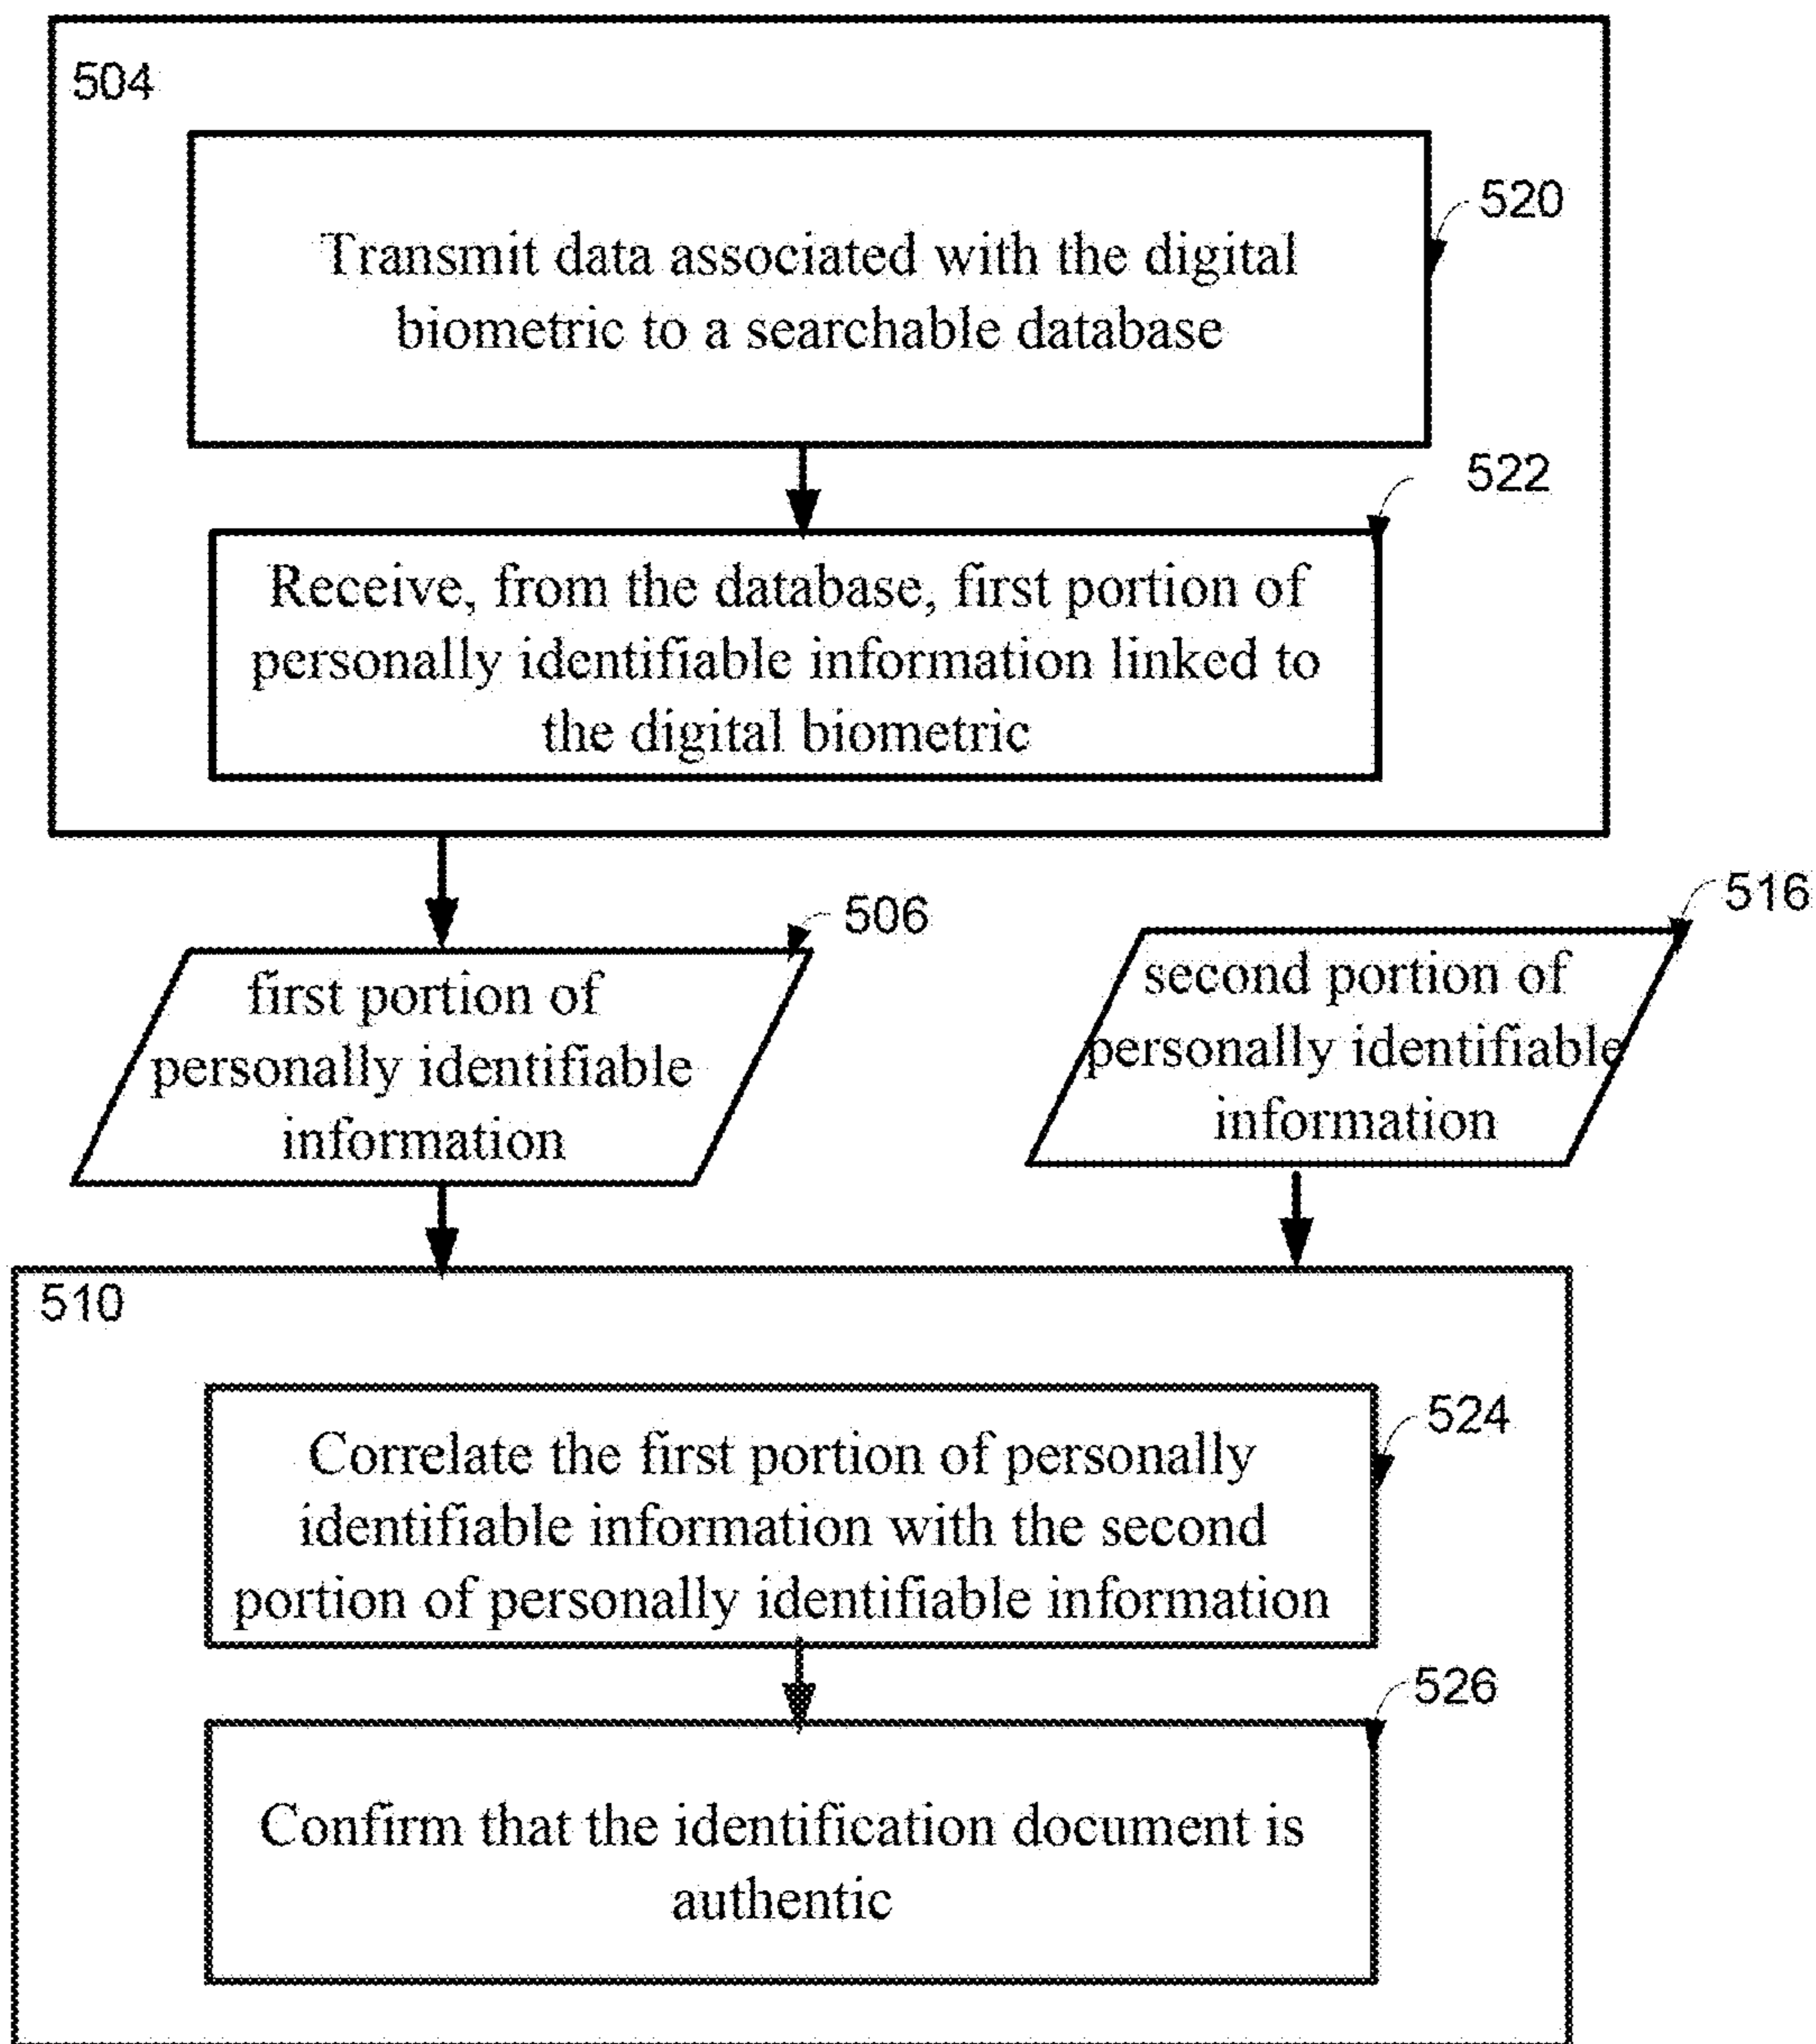 504
520
Transmit data associated with the digital
biometric to a searchable database
522
Receive, from the database, first portion of
personally identifiable information linked to
the digital biometric
506
first portion of
personally identifiable
information
516
second portion of
personally identifiable
information
510
524
Correlate the first portion of personally
identifiable information with the second
portion of personally identifiable information
526
Confirm that the identification document is
authentic